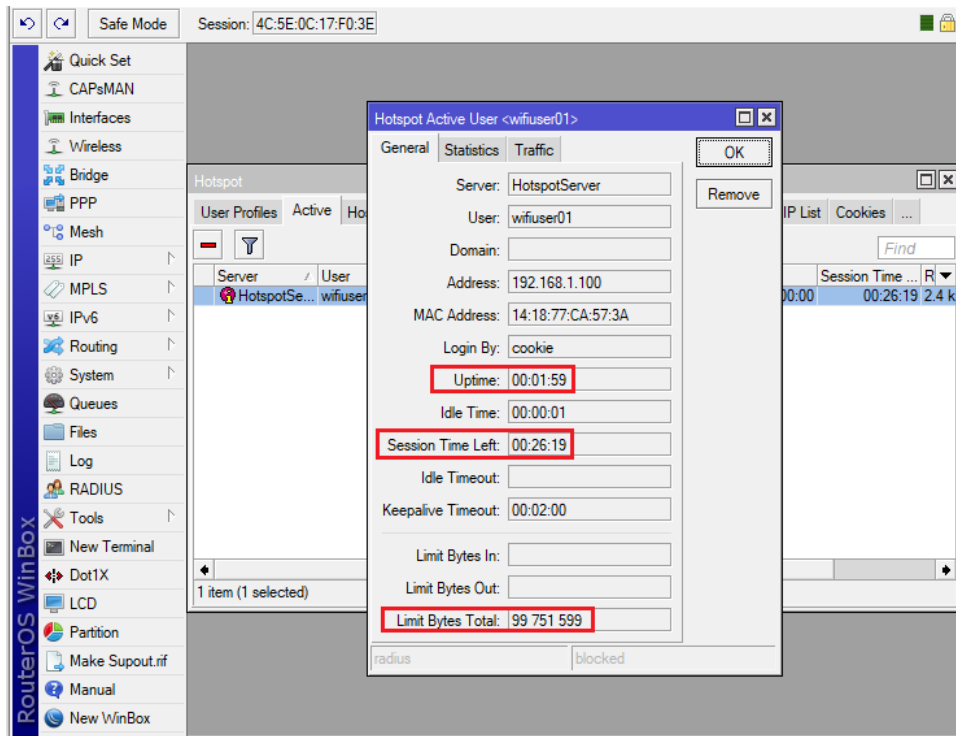 Safe Mode Session: 4C:5E:0C:17:F0:3E
Quick Set
CAPsMAN
Interfaces
Wireless
Bridge
PPP
Mesh
IP
MPLS
IPv6
Routing
System
Queues
Files
Log
RADIUS
Tools
New Terminal
Dot1X
LCD
Partition
Make Supout.rif
Manual
New WinBox
RouterOS WinBox
Hotspot
User Profiles Active Ho IP List Cookies ...
Find
Server User Session Time ... R
HotspotSe... wifiuser 00:00 00:26:19 2.4 k
1 item (1 selected)
Hotspot Active User <wifiuser01>
General Statistics Traffic
OK
Remove
Server: HotspotServer
User: wifiuser01
Domain:
Address: 192.168.1.100
MAC Address: 14:18:77:CA:57:3A
Login By: cookie
Uptime: 00:01:59
Idle Time: 00:00:01
Session Time Left: 00:26:19
Idle Timeout:
Keepalive Timeout: 00:02:00
Limit Bytes In:
Limit Bytes Out:
Limit Bytes Total: 99 751 599
radius blocked